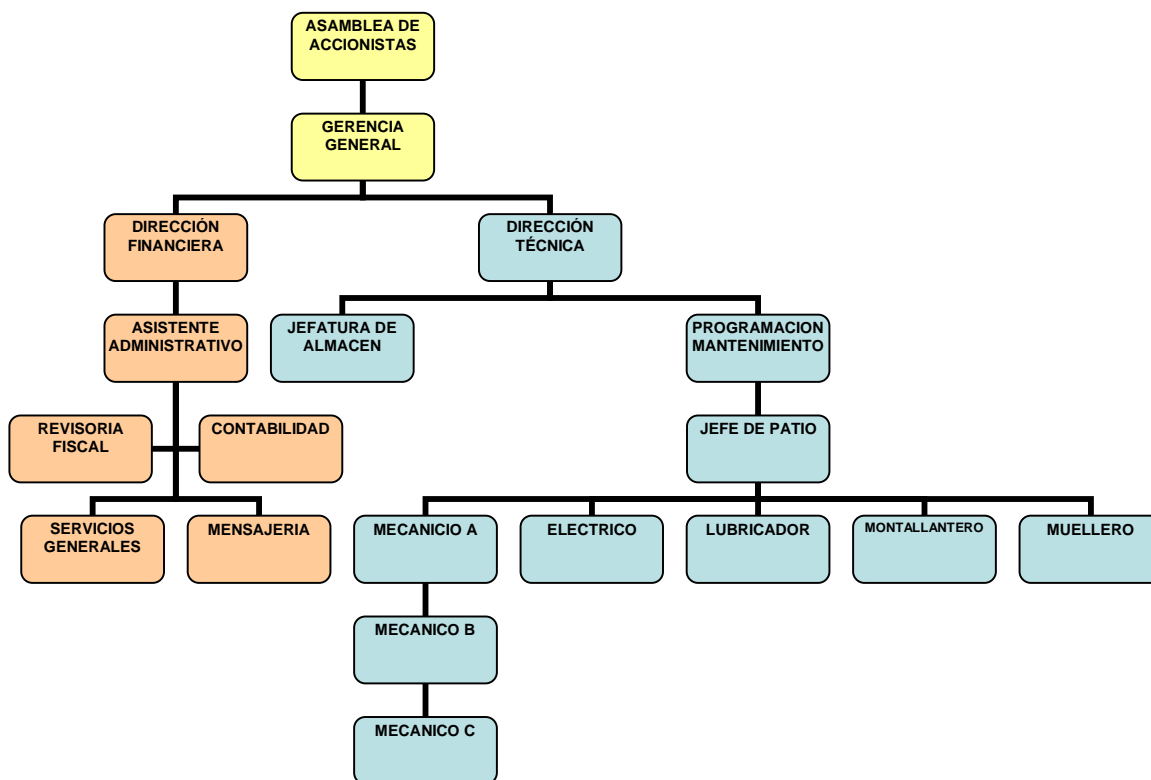 ASAMBLEA DE
ACCIONISTAS
GERENCIA
GENERAL
DIRECCIÓN
FINANCIERA
DIRECCIÓN
TÉCNICA
ASISTENTE
ADMINISTRATIVO
JEFATURA DE
ALMACEN
PROGRAMACION
MANTENIMIENTO
REVISORIA
FISCAL
CONTABILIDAD
JEFE DE PATIO
SERVICIOS
GENERALES
MENSAJERIA
MECANICIO A
ELECTRICO
LUBRICADOR
MONTALLANTERO
MUELLERO
MECANICO B
MECANICO C